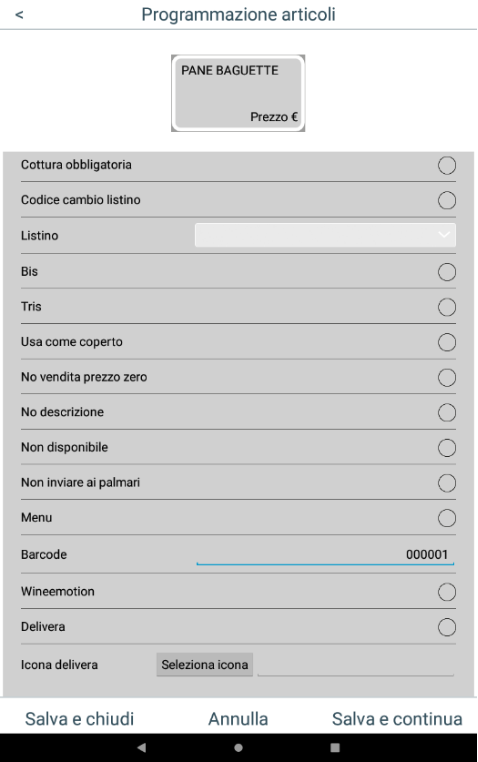 <
Programmazione articoli
PANE BAGUETTE
Prezzo €
Cottura obbligatoria
Codice cambio listino
Listino
Bis
Tris
Usa come coperto
No vendita prezzo zero
No descrizione
Non disponibile
Non inviare ai palmari
Menu
Barcode 000001
Wineemotion
Delivera
Icona delivera Seleziona icona
Salva e chiudi Annulla Salva e continua